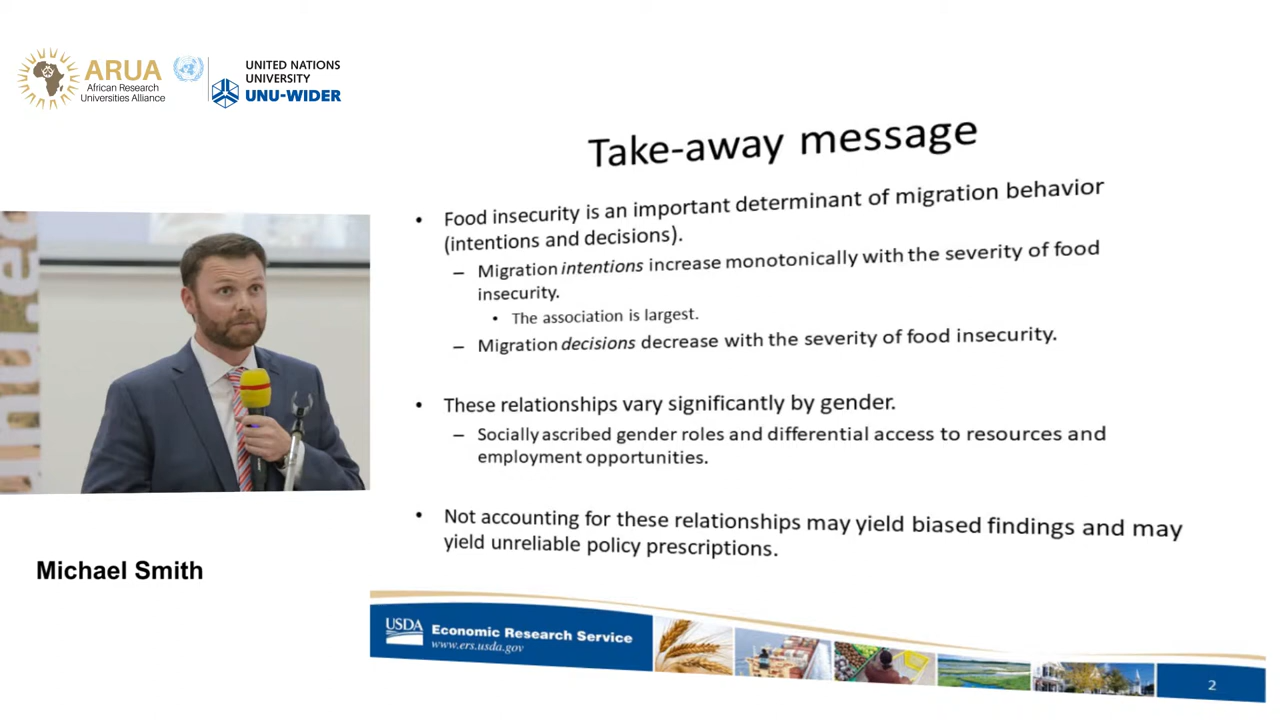 ARUA
African Research
Universities Alliance
UNITED NATIONS
UNIVERSITY
UNU-WIDER
Take-away message
• Food insecurity is an important determinant of migration behavior
(intentions and decisions).
– Migration intentions increase monotonically with the severity of food
insecurity.
• The association is largest.
– Migration decisions decrease with the severity of food insecurity.
• These relationships vary significantly by gender.
– Socially ascribed gender roles and differential access to resources and
employment opportunities.
• Not accounting for these relationships may yield biased findings and may
yield unreliable policy prescriptions.
Michael Smith
USDA
Economic Research Service
www.ers.usda.gov
2